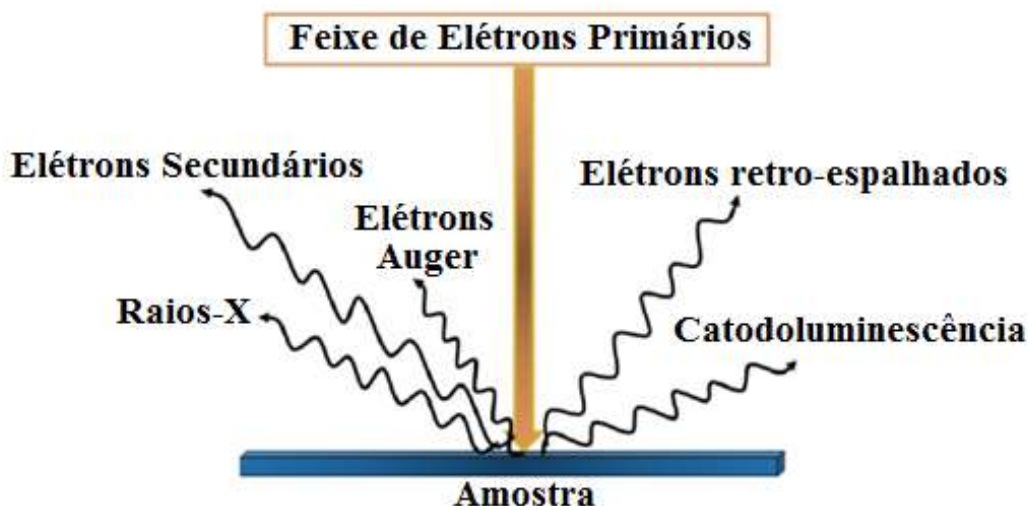 Feixe de Elétrons Primários
Elétrons Secundários
Elétrons retro-espalhados
Elétrons
Auger
Raios-X
Catodoluminescência
Amostra